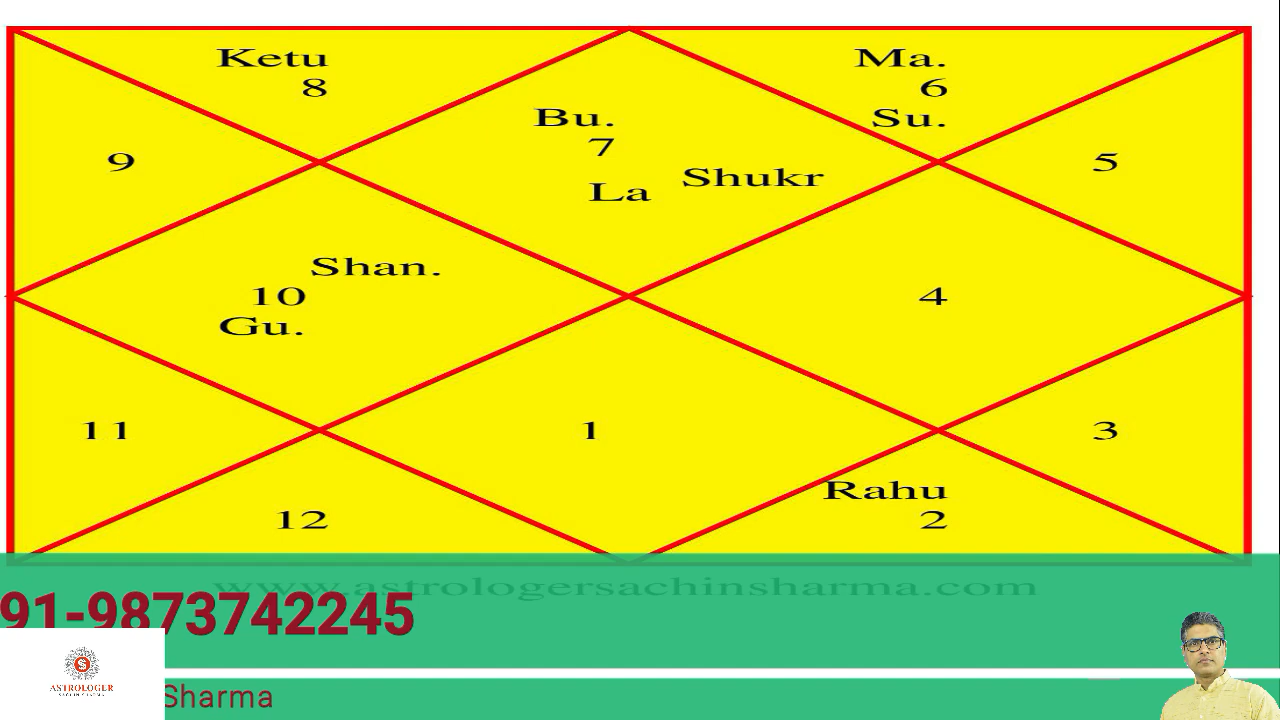 Ketu
8
Ma.
6
Su.
Bu.
7
La
Shukr
9
5
Shan.
10
Gu.
4
11
1
3
12
Rahu
2
www.astrologersachinsharma.com
91-9873742245
ASTROLOGER
Sharma